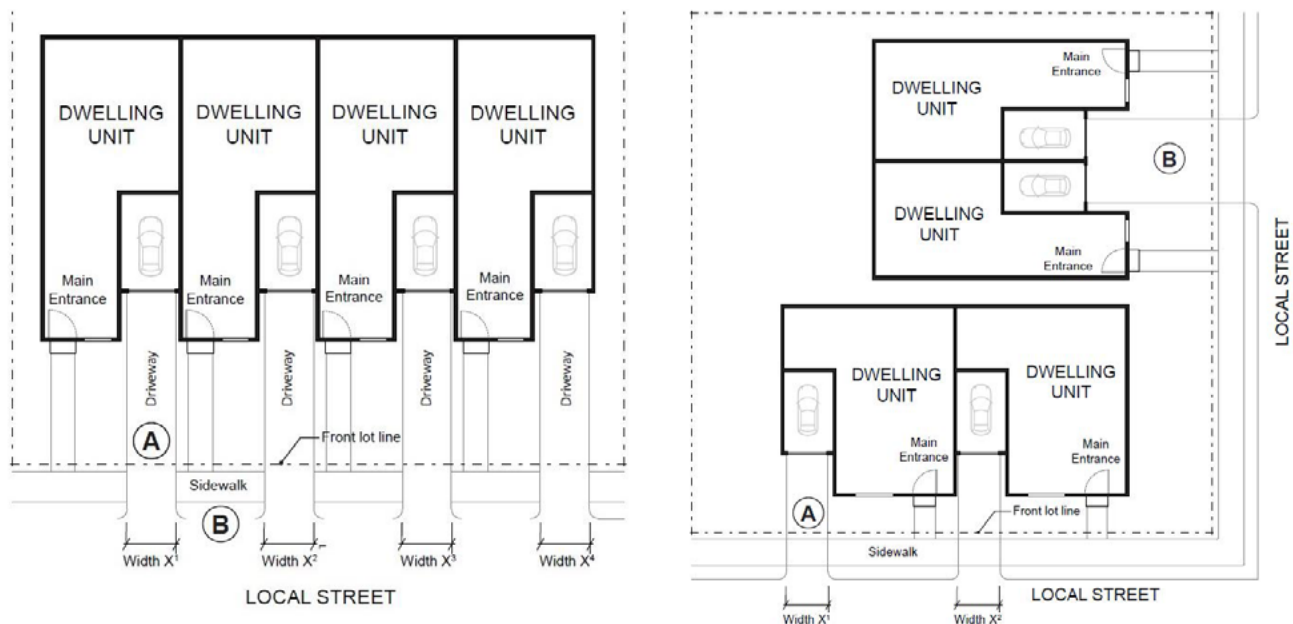 DWELLING
UNIT
DWELLING
UNIT
DWELLING
UNIT
DWELLING
UNIT
Main
Entrance
Main
Entrance
Main
Entrance
Main
Entrance
Driveway
Driveway
Driveway
Driveway
A
Front lot line
Sidewalk
B
Width X¹
Width X²
Width X³
Width X⁴
LOCAL STREET
Main
Entrance
DWELLING
UNIT
B
DWELLING
UNIT
Main
Entrance
LOCAL STREET
DWELLING
UNIT
DWELLING
UNIT
Main
Entrance
Main
Entrance
A
Front lot line
Sidewalk
LOCAL STREET
Width X¹
Width X²